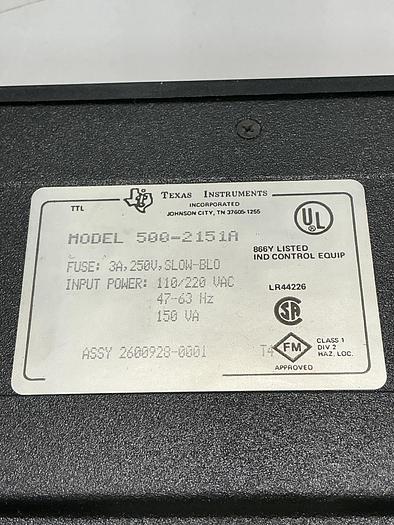 TTL
TEXAS INSTRUMENTS
INCORPORATED
JOHNSON CITY, TN 37605-1255
UL
MODEL 500-2151A
866Y LISTED
IND CONTROL EQUIP
FUSE: 3A,250V,SLOW-BLO
INPUT POWER: 110/220 VAC
47-63 Hz
150 VA
LR44226
SA
ASSY 2600928-0001
T4
FM
APPROVED
CLASS 1
DIV 2
HAZ. LOC.